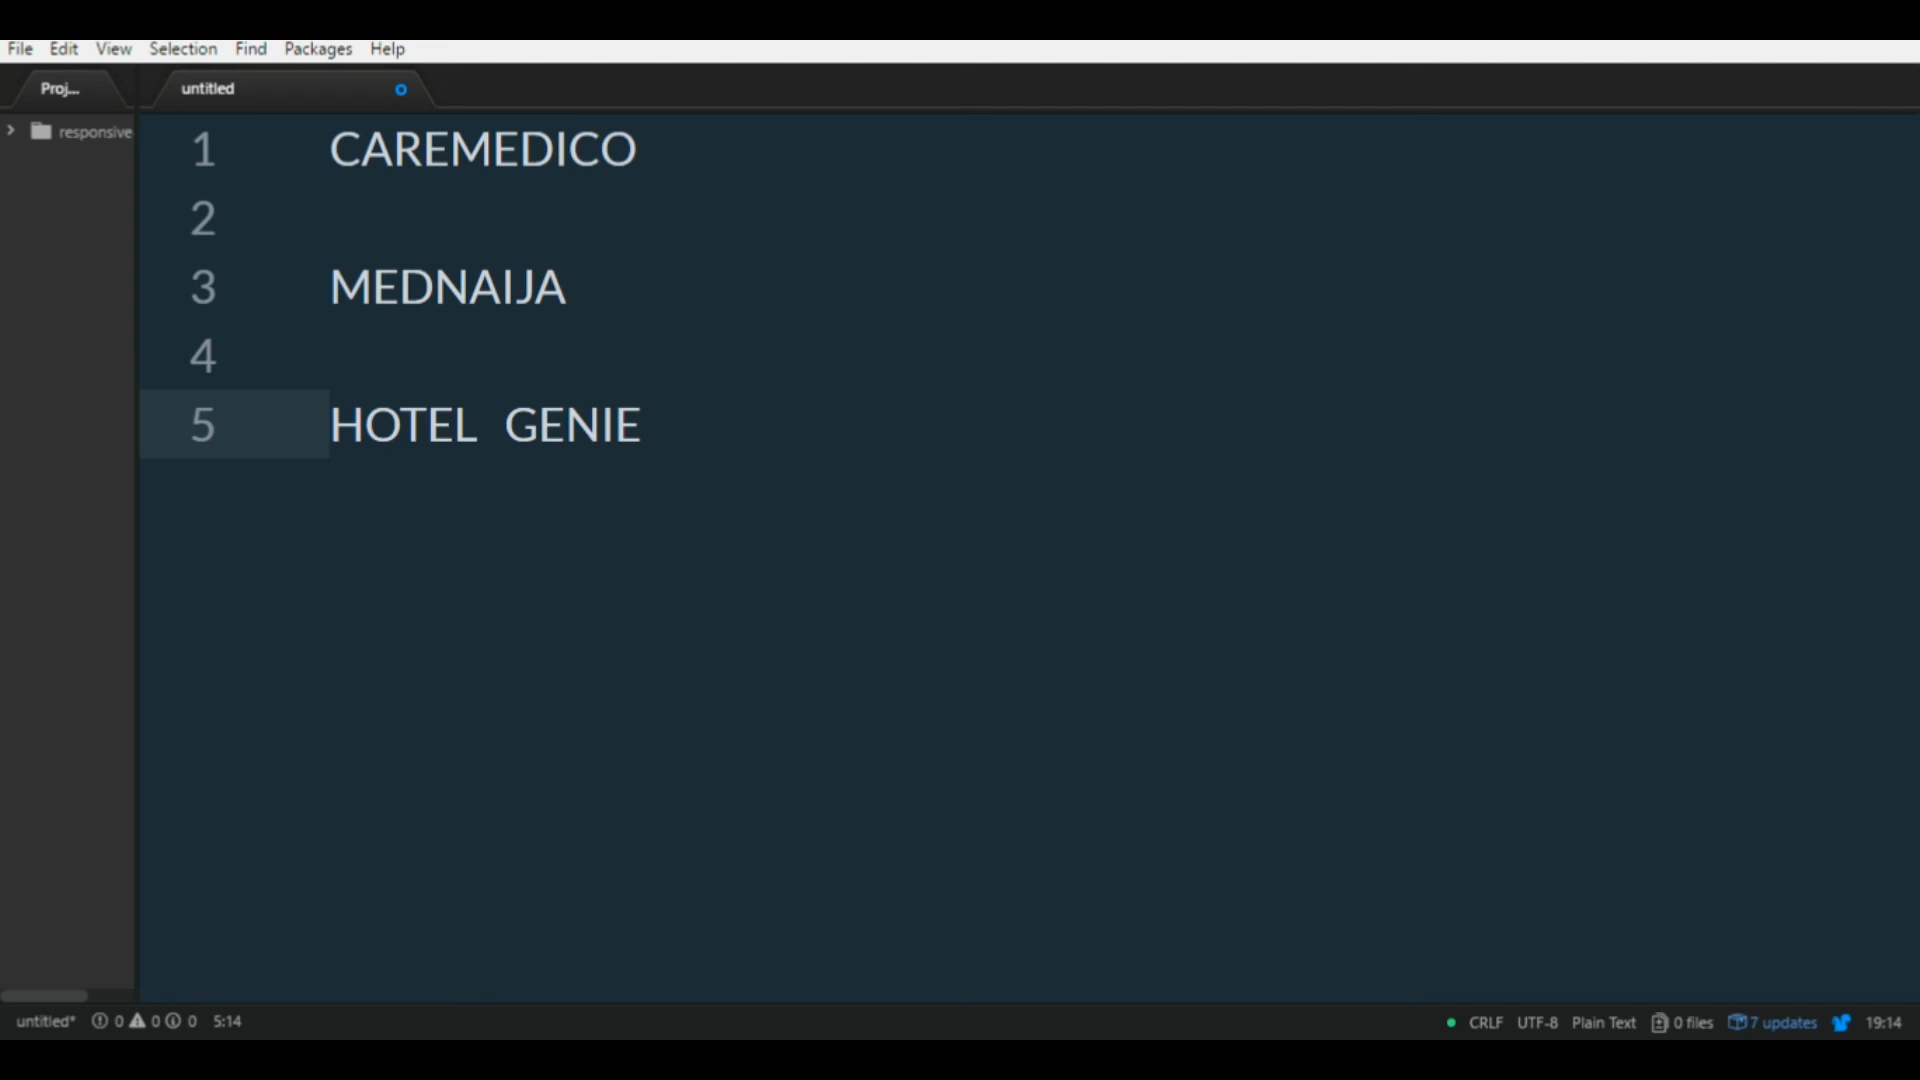 File Edit View Selection Find Packages Help
Proj... untitled
responsive
1 CAREMEDICO
2
3 MEDNAIJA
4
5 HOTEL  GENIE
untitled* 0 0 0 5:14 CRLF UTF-8 Plain Text 0 files 7 updates 19:14